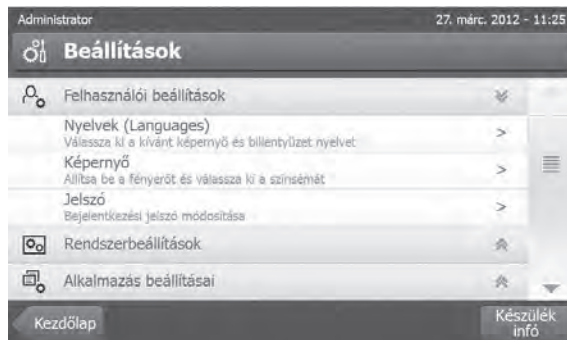 Administrator
27. márc. 2012 - 11:25
Beállítások
Felhasználói beállítások
Nyelvek (Languages)
Válassza ki a kívánt képernyő és billentyűzet nyelvet
Képernyő
Állítsa be a fényerőt és válassza ki a színsémát
Jelszó
Bejelentkezési jelszó módosítása
Rendszerbeállítások
Alkalmazás beállításai
Kezdőlap
Készülék
infó